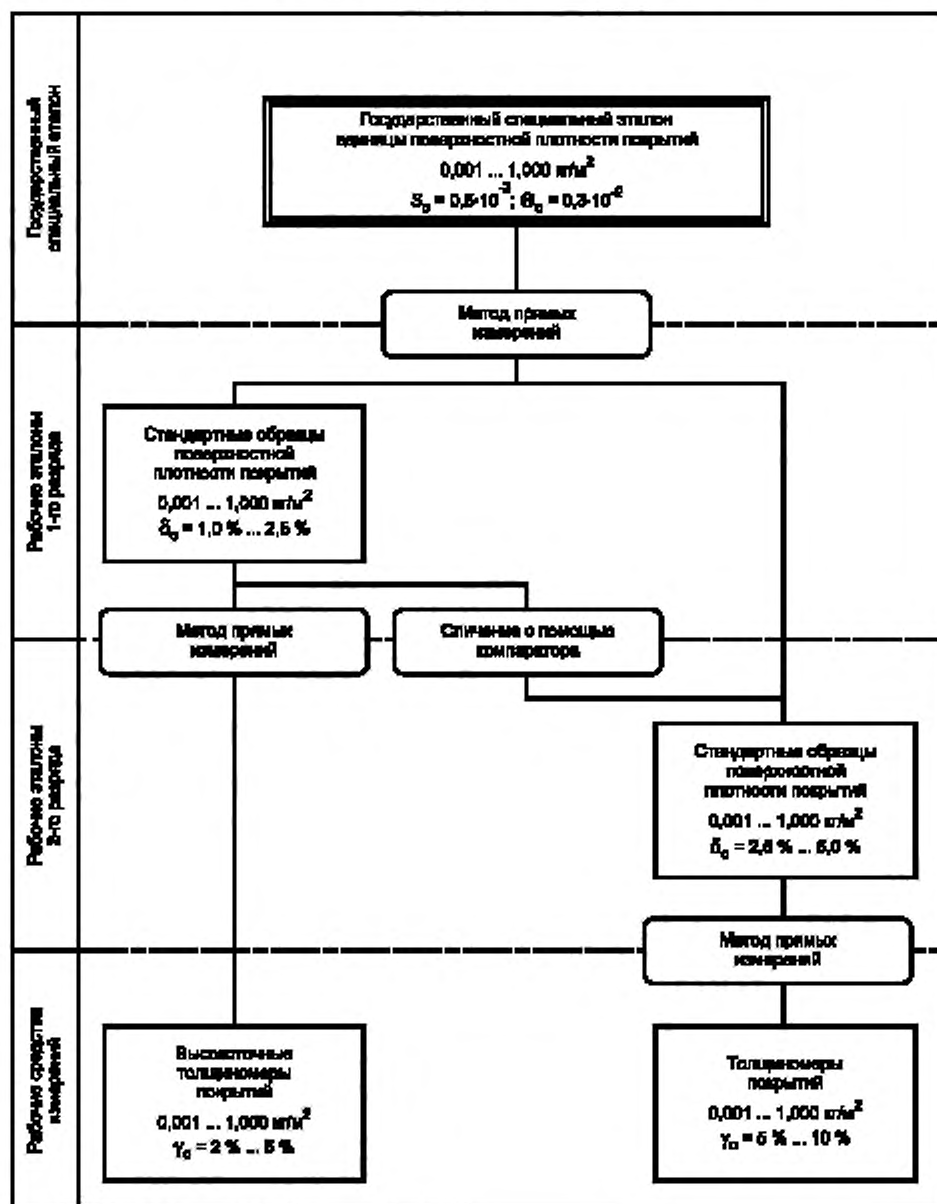 Государственный
специальный эталон
Государственный специальный эталон
единицы поверхностной плотности покрытий
0,001 ... 1,000 кг/м²
S₀ = 0,5·10⁻²; Θ₀ = 0,3·10⁻²
Метод прямых
измерений
Рабочие эталоны
1-го разряда
Стандартные образцы
поверхностной
плотности покрытий
0,001 ... 1,000 кг/м²
δ₀ = 1,0 % ... 2,5 %
Метод прямых
измерений
Сличение с помощью
компаратора
Рабочие эталоны
2-го разряда
Стандартные образцы
поверхностной
плотности покрытий
0,001 ... 1,000 кг/м²
δ₀ = 2,5 % ... 5,0 %
Метод прямых
измерений
Рабочие средства
измерений
Высокоточные
толщиномеры
покрытий
0,001 ... 1,000 кг/м²
γ₀ = 2 % ... 5 %
Толщиномеры
покрытий
0,001 ... 1,000 кг/м²
γ₀ = 5 % ... 10 %